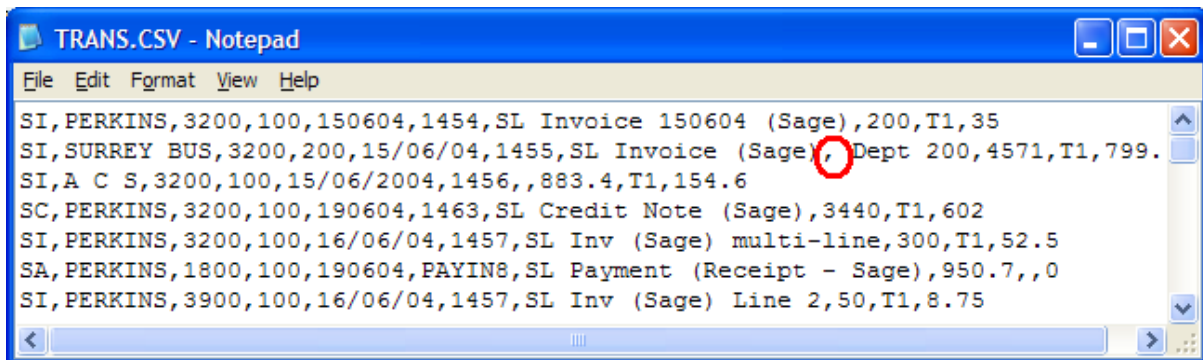 TRANS.CSV - Notepad
File Edit Format View Help
SI,PERKINS,3200,100,150604,1454,SL Invoice 150604 (Sage),200,T1,35
SI,SURREY BUS,3200,200,15/06/04,1455,SL Invoice (Sage), Dept 200,4571,T1,799.
SI,A C S,3200,100,15/06/2004,1456,,883.4,T1,154.6
SC,PERKINS,3200,100,190604,1463,SL Credit Note (Sage),3440,T1,602
SI,PERKINS,3200,100,16/06/04,1457,SL Inv (Sage) multi-line,300,T1,52.5
SA,PERKINS,1800,100,190604,PAYIN8,SL Payment (Receipt - Sage),950.7,,0
SI,PERKINS,3900,100,16/06/04,1457,SL Inv (Sage) Line 2,50,T1,8.75